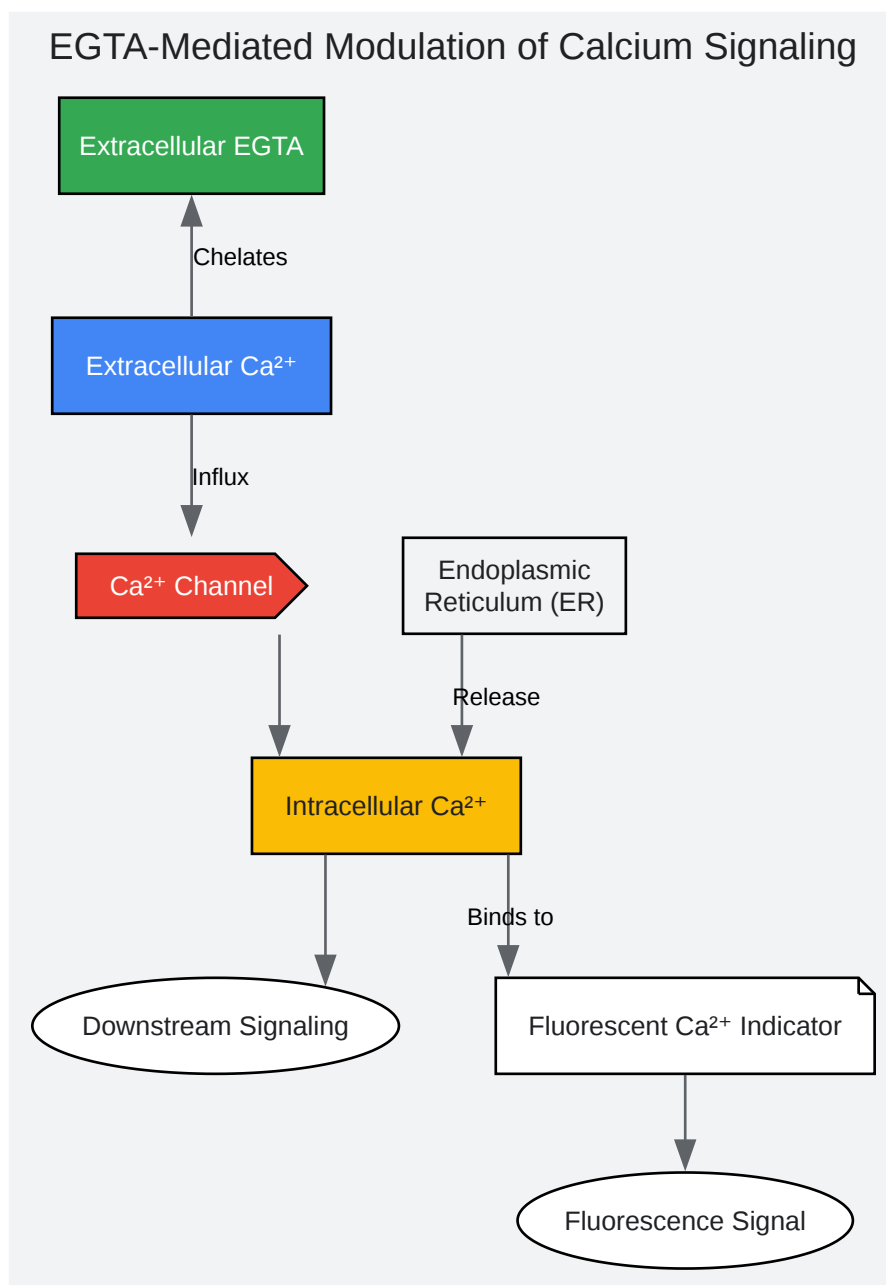 EGTA-Mediated Modulation of Calcium Signaling
Extracellular EGTA
Chelates
Extracellular Ca²⁺
Influx
Ca²⁺ Channel
Endoplasmic
Reticulum (ER)
Release
Intracellular Ca²⁺
Binds to
Downstream Signaling
Fluorescent Ca²⁺ Indicator
Fluorescence Signal